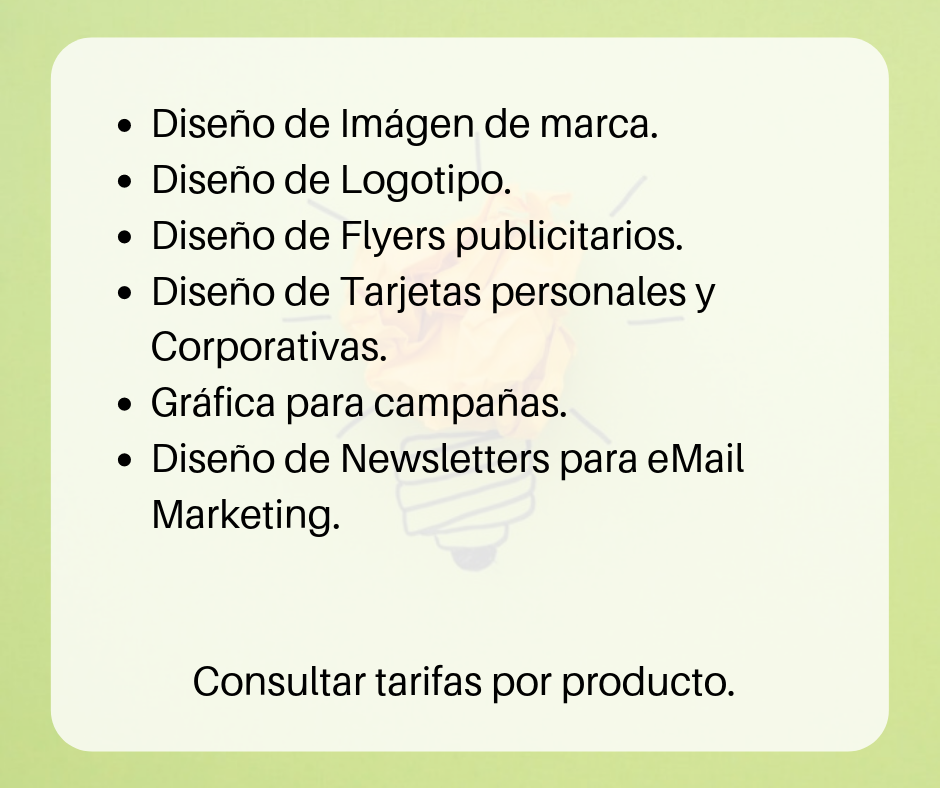 • Diseño de Imágen de marca.
• Diseño de Logotipo.
• Diseño de Flyers publicitarios.
• Diseño de Tarjetas personales y
Corporativas.
• Gráfica para campañas.
• Diseño de Newsletters para eMail
Marketing.
Consultar tarifas por producto.